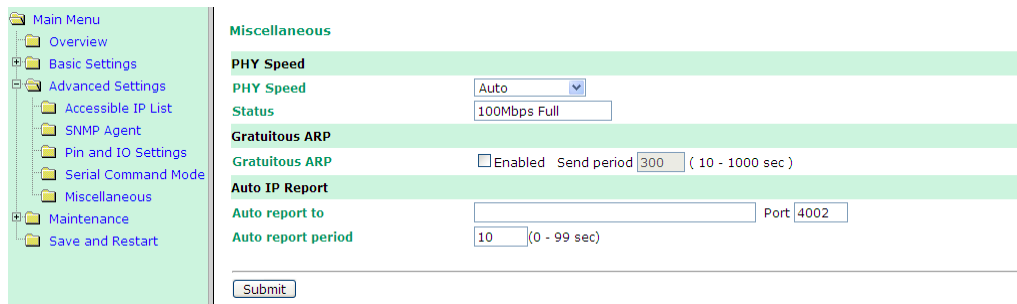 Main Menu
Overview
Basic Settings
Advanced Settings
Accessible IP List
SNMP Agent
Pin and IO Settings
Serial Command Mode
Miscellaneous
Maintenance
Save and Restart
Miscellaneous
PHY Speed
PHY Speed Auto
Status 100Mbps Full
Gratuitous ARP
Gratuitous ARP Enabled Send period 300 ( 10 - 1000 sec )
Auto IP Report
Auto report to Port 4002
Auto report period 10 (0 - 99 sec)
Submit